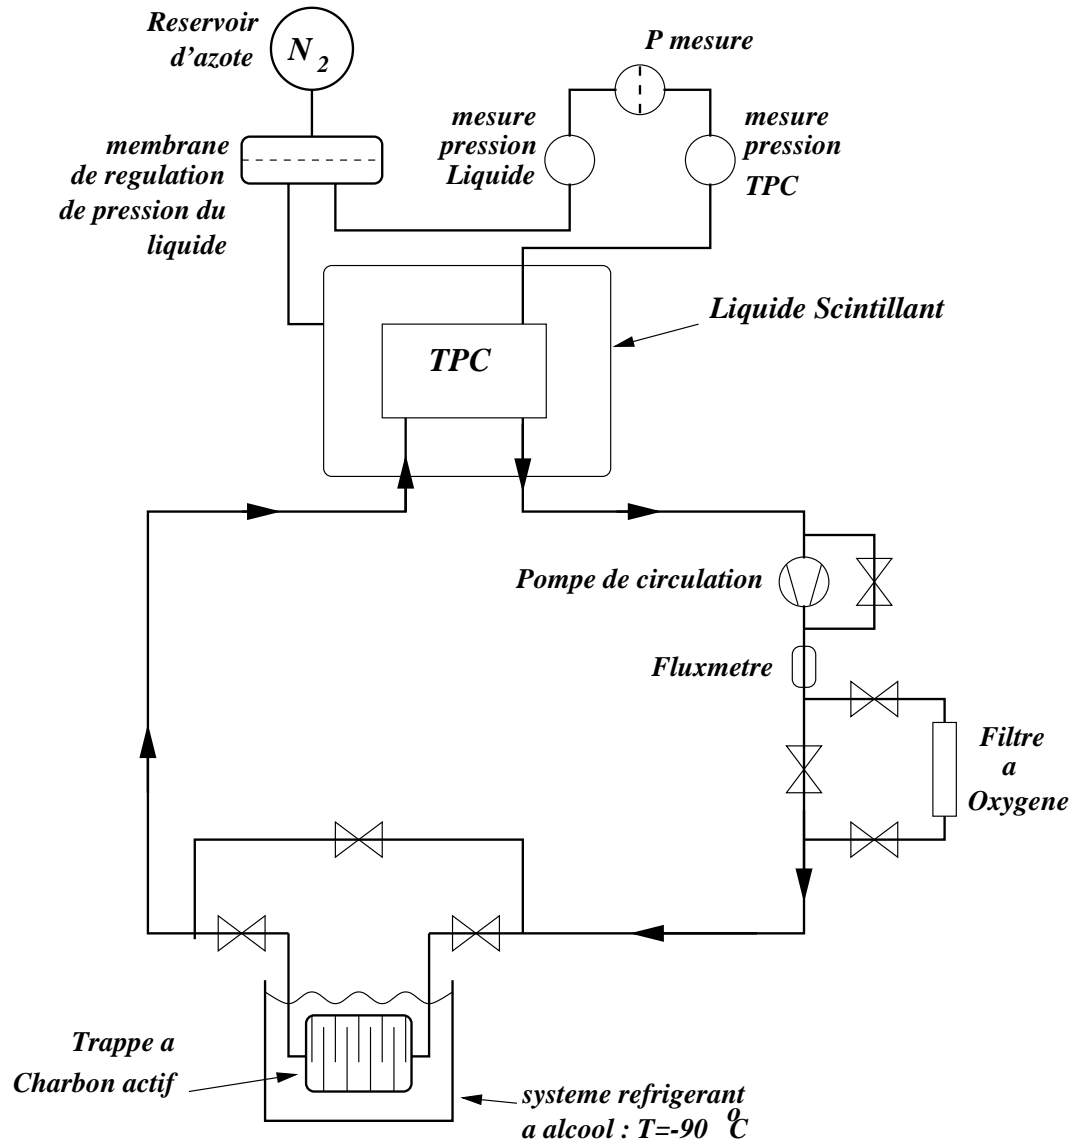 Reservoir
d'azote
N 2
P mesure
mesure
pression
Liquide
mesure
pression
TPC
membrane
de regulation
de pression du
liquide
Liquide Scintillant
TPC
Pompe de circulation
Fluxmetre
Filtre
a
Oxygene
Trappe a
Charbon actif
systeme refrigerant
a alcool : T=-90 °C